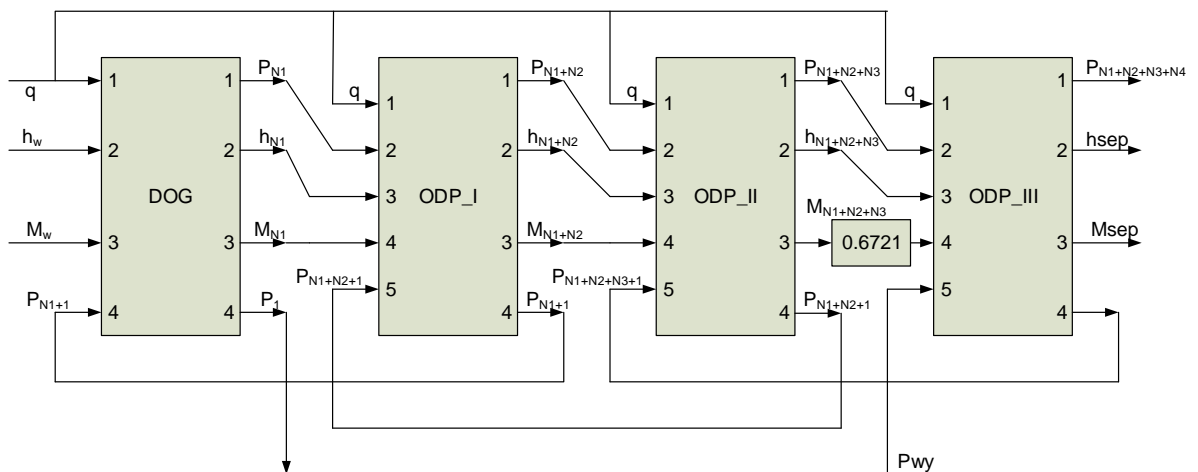 P_N1
P_N1+N2
P_N1+N2+N3
P_N1+N2+N3+N4
1
1
1
1
1
q
q
1
q
1
q
1
h_w
h_N1
h_N1+N2
h_N1+N2+N3
hsep
2
2
2
2
2
2
2
2
DOG
ODP_I
ODP_II
ODP_III
3
3
3
M_w
M_N1
M_N1+N2
M_N1+N2+N3
Msep
3
3
4
3
4
3
0.6721
4
3
P_N1+1
P_1
P_N1+N2+1
P_N1+1
P_N1+N2+N3+1
P_N1+N2+1
5
5
5
4
4
4
4
4
Pwy